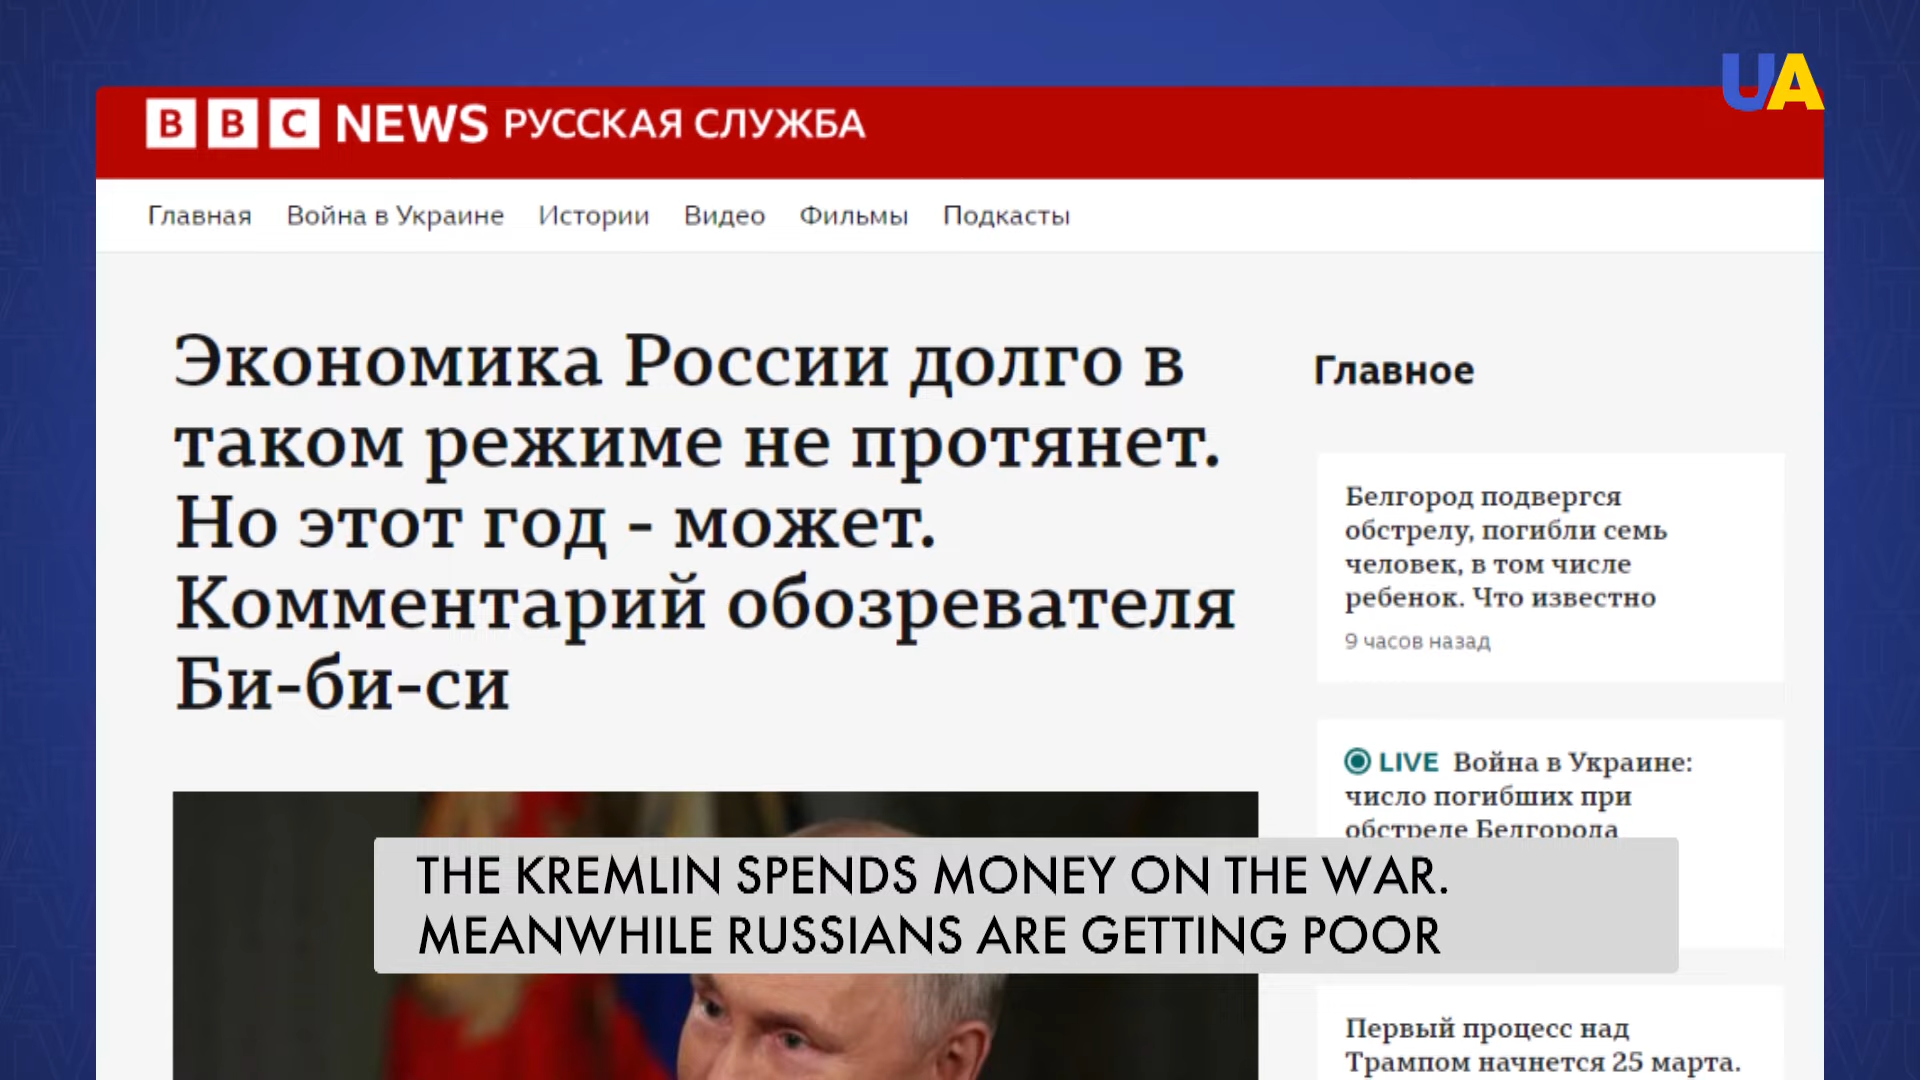 UA
BBC NEWS РУССКАЯ СЛУЖБА
Главная Война в Украине Истории Видео Фильмы Подкасты
Экономика России долго в
таком режиме не протянет.
Но этот год - может.
Комментарий обозревателя
Би-би-си
Главное
Белгород подвергся
обстрелу, погибли семь
человек, в том числе
ребенок. Что известно
9 часов назад
LIVE Война в Украине:
число погибших при
обстреле Белгорода
THE KREMLIN SPENDS MONEY ON THE WAR.
MEANWHILE RUSSIANS ARE GETTING POOR
Первый процесс над
Трампом начнется 25 марта.